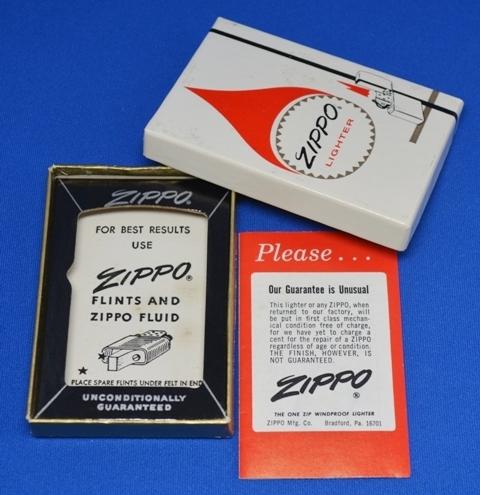 ZIPPO
LIGHTER
ZIPPO
FOR BEST RESULTS
USE
ZIPPO®
FLINTS AND
ZIPPO FLUID
PLACE SPARE FLINTS UNDER FELT IN END
UNCONDITIONALLY
GUARANTEED
Please...
Our Guarantee is Unusual
This lighter or any ZIPPO, when
returned to our factory, will
be put in first class mechan-
ical condition free of charge,
for we have yet to charge a
cent for the repair of a ZIPPO
regardless of age or condition.
THE FINISH, HOWEVER, IS
NOT GUARANTEED.
ZIPPO
®
THE ONE ZIP WINDPROOF LIGHTER
ZIPPO Mfg. Co. Bradford, Pa. 16701